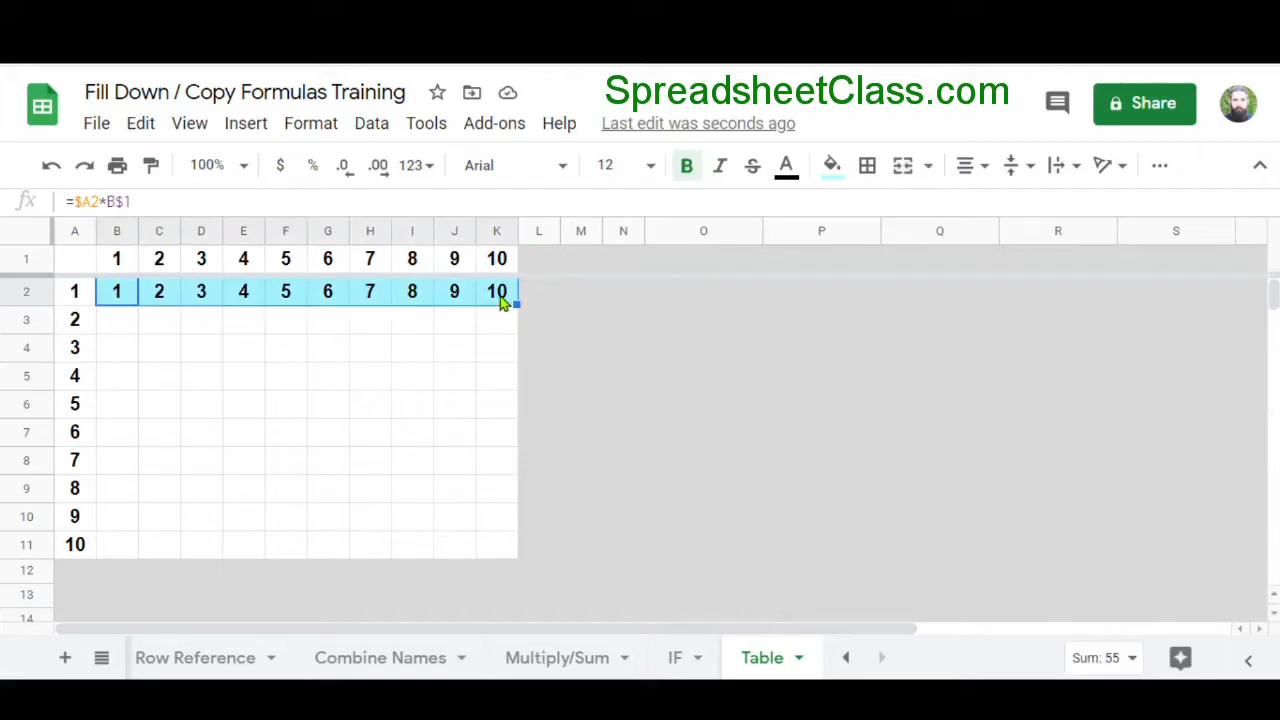 Fill Down / Copy Formulas Training
SpreadsheetClass.com
Share
File Edit View Insert Format Data Tools Add-ons Help Last edit was seconds ago
100% $ % .0 .00 123 Arial 12 B I S A
fx =$A2*B$1
A B C D E F G H I J K L M N O P Q R S
1 1 2 3 4 5 6 7 8 9 10
2 1 1 2 3 4 5 6 7 8 9 10
3 2
4 3
5 4
6 5
7 6
8 7
9 8
10 9
11 10
12
13
14
Row Reference Combine Names Multiply/Sum IF Table Sum: 55